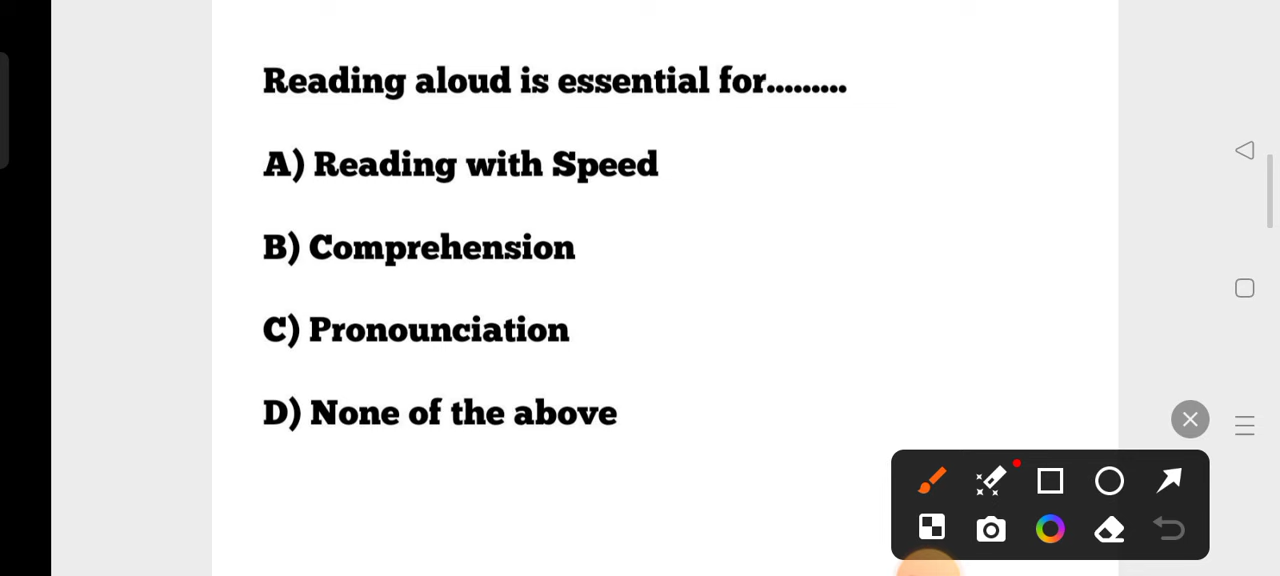 Reading aloud is essential for.........
A) Reading with Speed
B) Comprehension
C) Pronounciation
D) None of the above